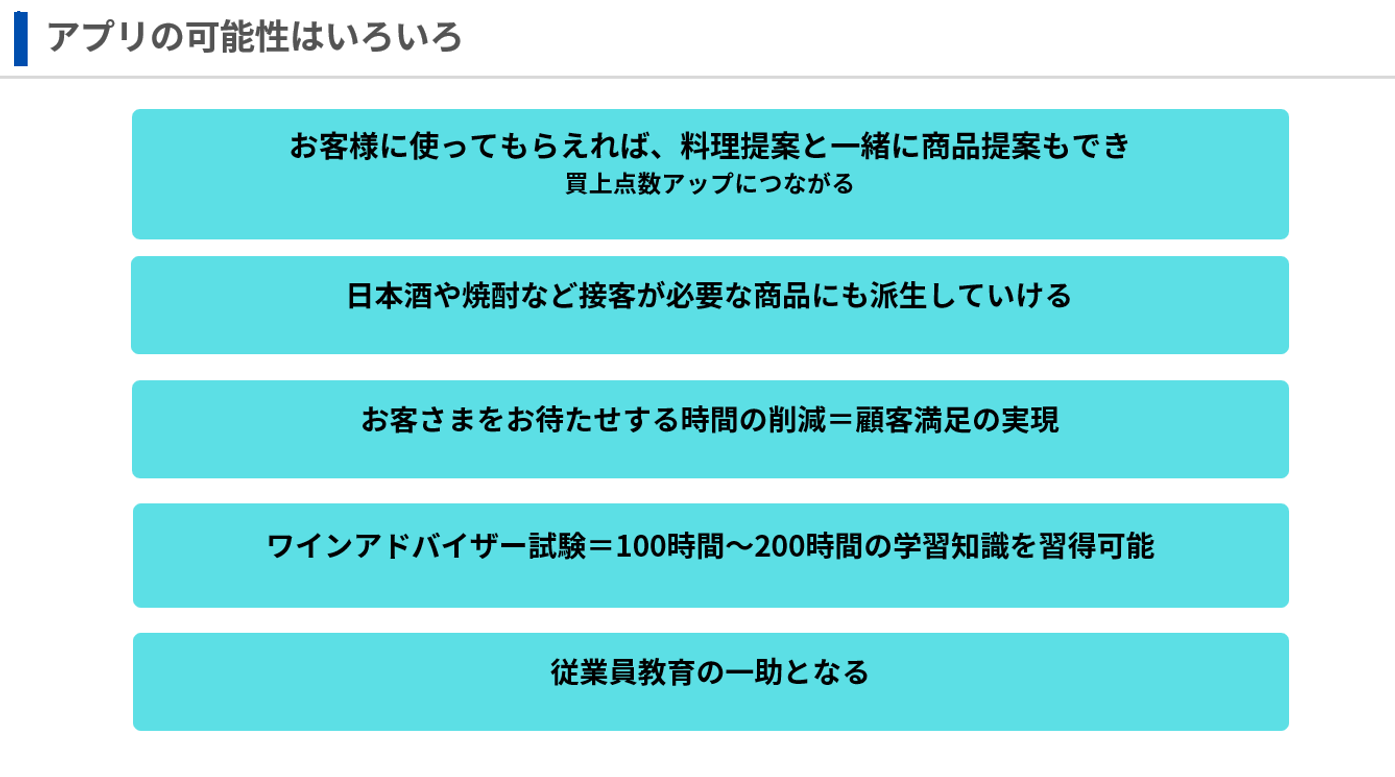 アプリの可能性はいろいろ
お客様に使ってもらえれば、料理提案と一緒に商品提案もでき
買上点数アップにつながる
日本酒や焼酎など接客が必要な商品にも派生していける
お客さまをお待たせする時間の削減＝顧客満足の実現
ワインアドバイザー試験＝100時間～200時間の学習知識を習得可能
従業員教育の一助となる